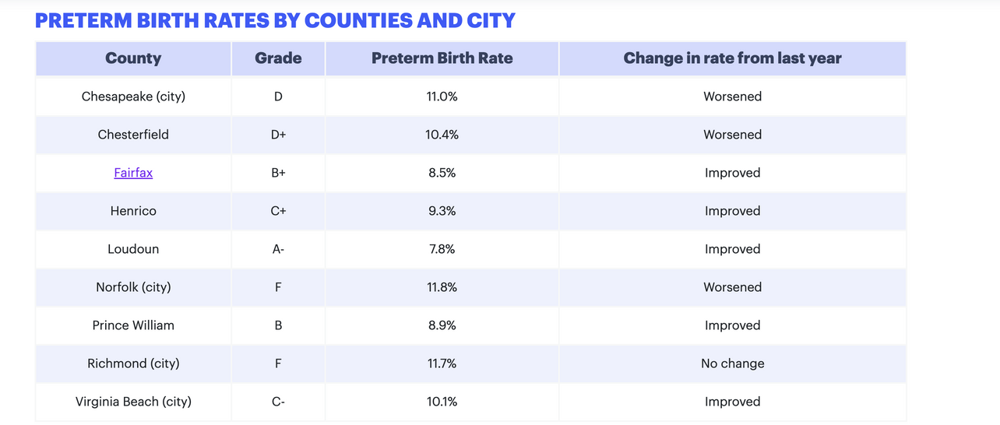 PRETERM BIRTH RATES BY COUNTIES AND CITY
County Grade Preterm Birth Rate Change in rate from last year
Chesapeake (city) D 11.0% Worsened
Chesterfield D+ 10.4% Worsened
Fairfax B+ 8.5% Improved
Henrico C+ 9.3% Improved
Loudoun A- 7.8% Improved
Norfolk (city) F 11.8% Worsened
Prince William B 8.9% Improved
Richmond (city) F 11.7% No change
Virginia Beach (city) C- 10.1% Improved